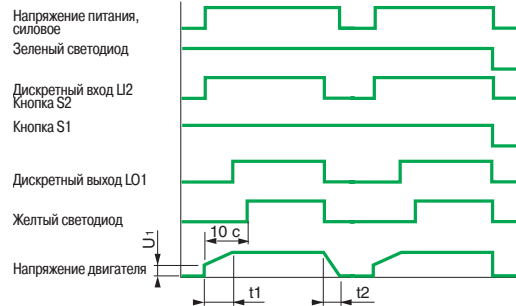 Напряжение питания,
силовое
Зеленый светодиод
Дискретный вход LI2
Кнопка S2
Кнопка S1
Дискретный выход LO1
Желтый светодиод
10 с
U1
Напряжение двигателя
t1
t2